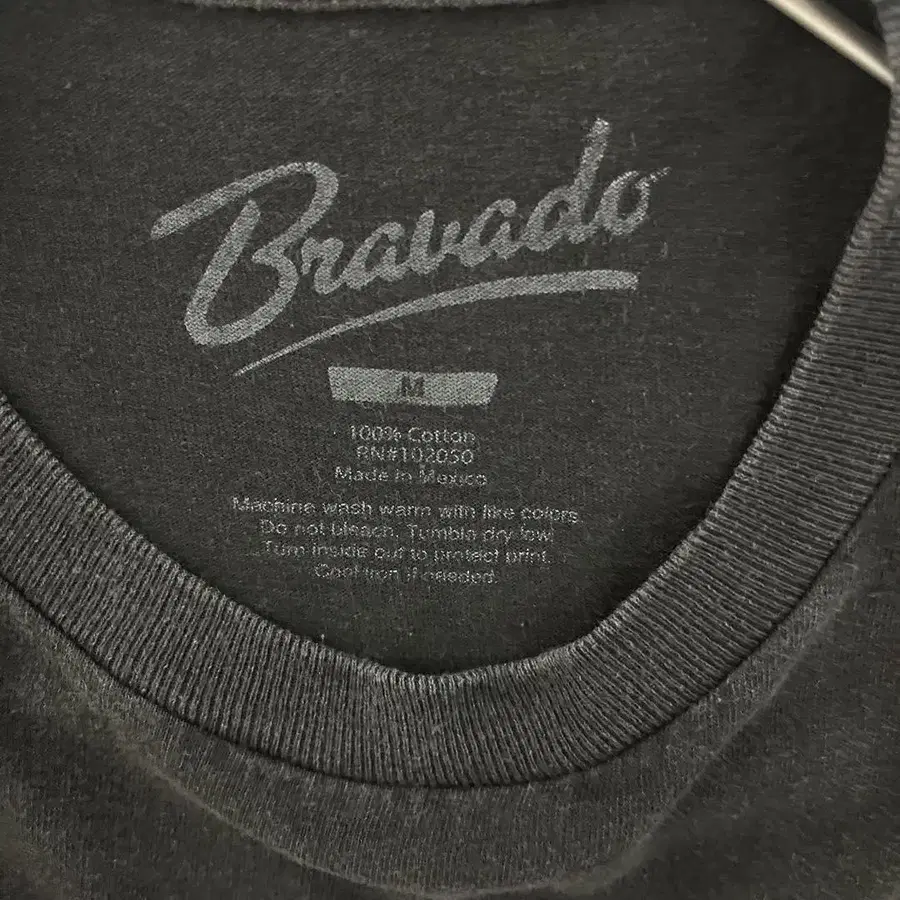 Bravado
M
100% Cotton
RN#102050
Made in Mexico
Machine wash warm with like colors.
Do not bleach. Tumble dry low.
Turn inside out to protect print.
Cool iron if needed.